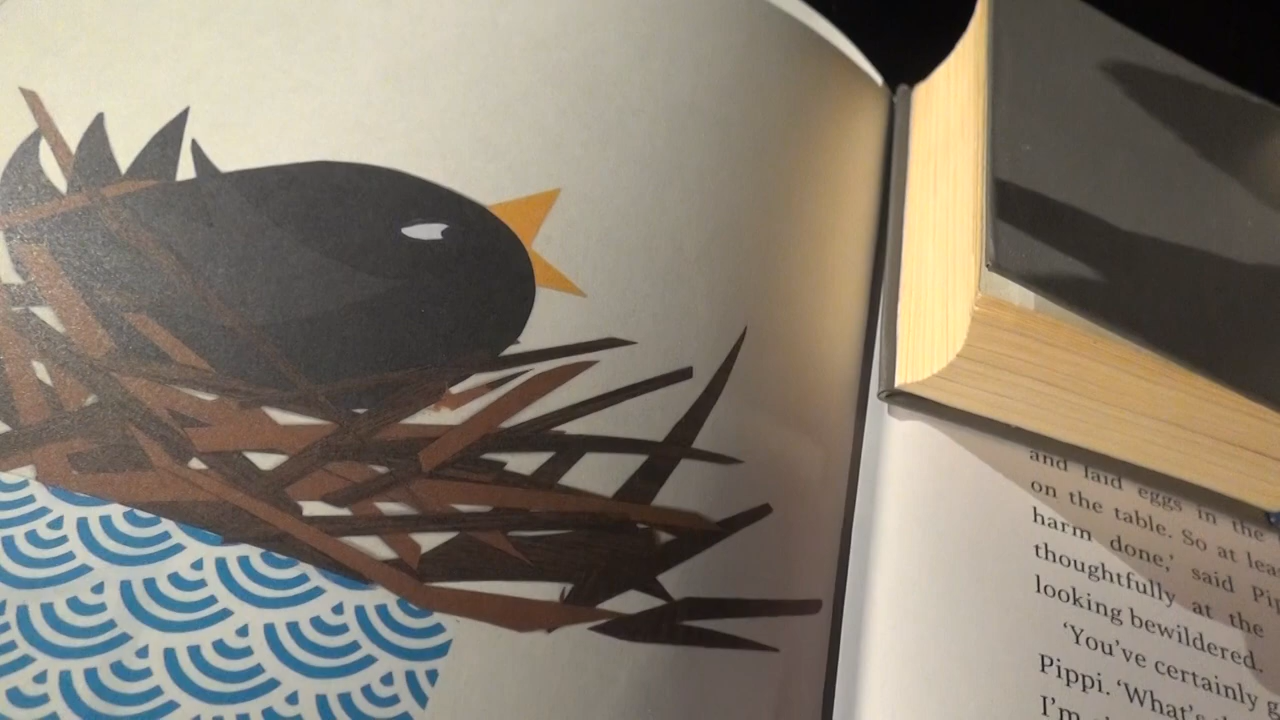 and laid eggs in the
on the table. So at leas
harm done,' said Pip
thoughtfully at the
looking bewildered.
'You've certainly g
Pippi. 'What's
I'm